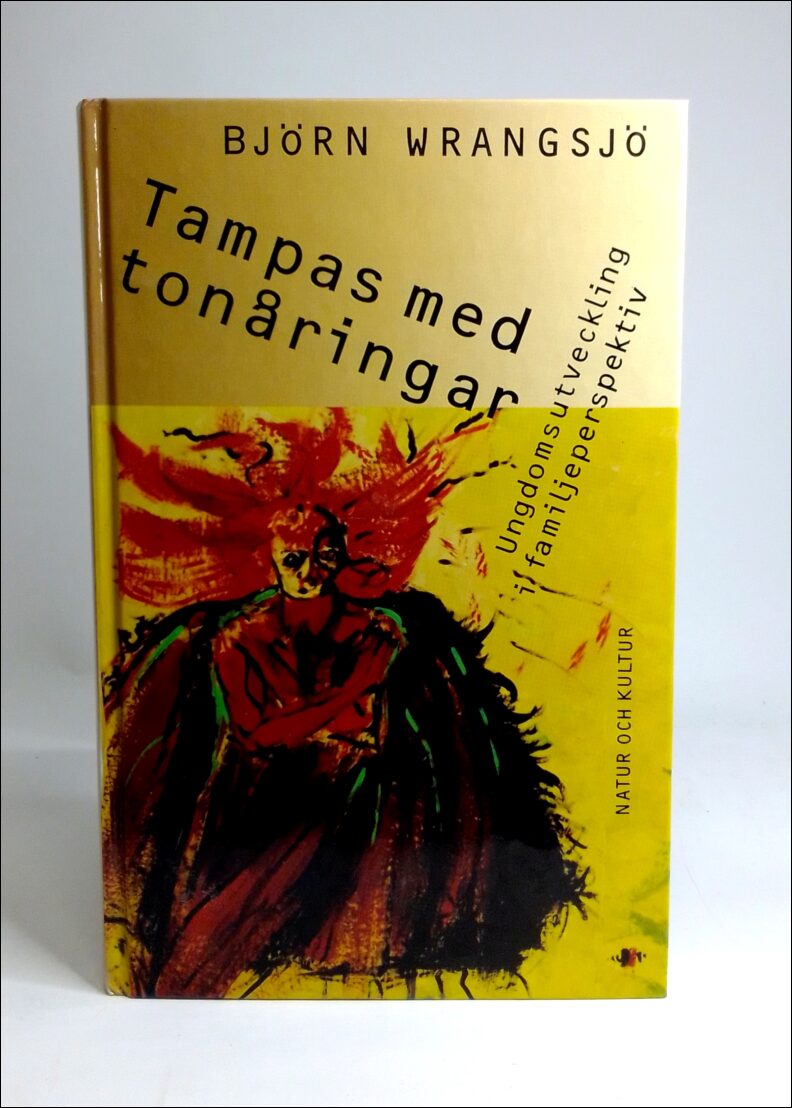 BJÖRN WRANGSJÖ
Tampas med
tonåringar
Ungdomsutveckling
i familjeperspektiv
NATUR OCH KULTUR